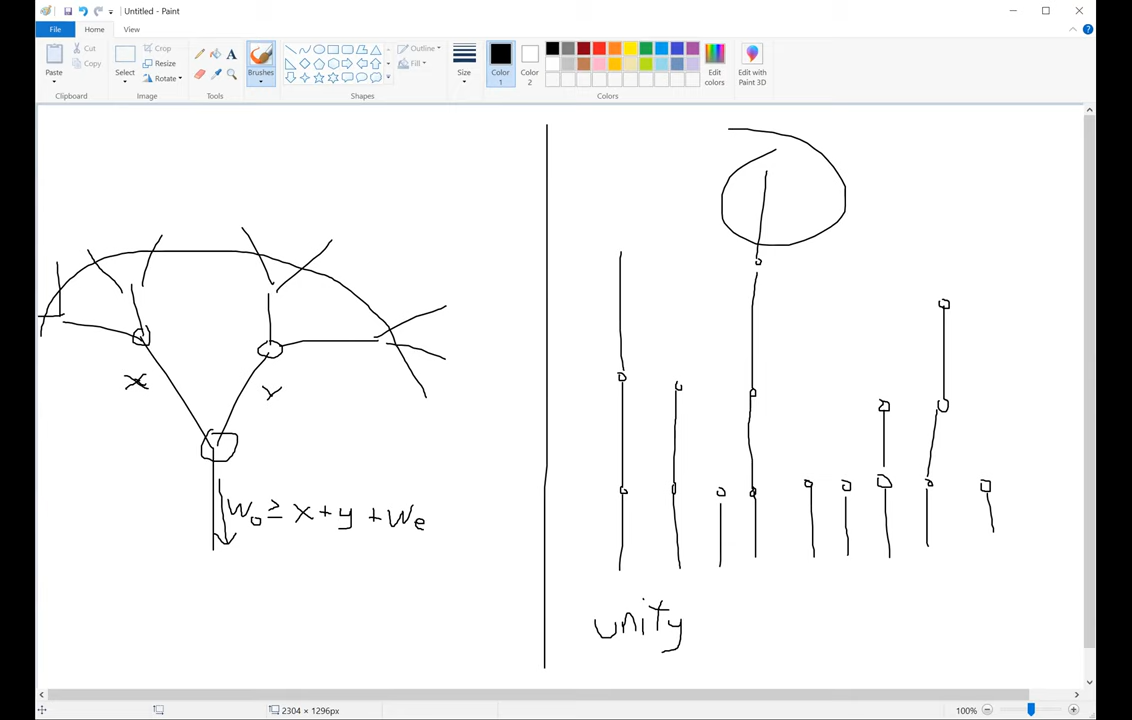 Untitled - Paint
File Home View
Paste
Cut
Copy
Clipboard
Select
Crop
Resize
Rotate
Image
A
Tools
Brushes
Shapes
Outline
Fill
Size
Color 1
Color 2
Edit colors
Colors
Edit with Paint 3D
x
Y
Wo ≥ x + y + We
unity
2304 × 1296px
100%